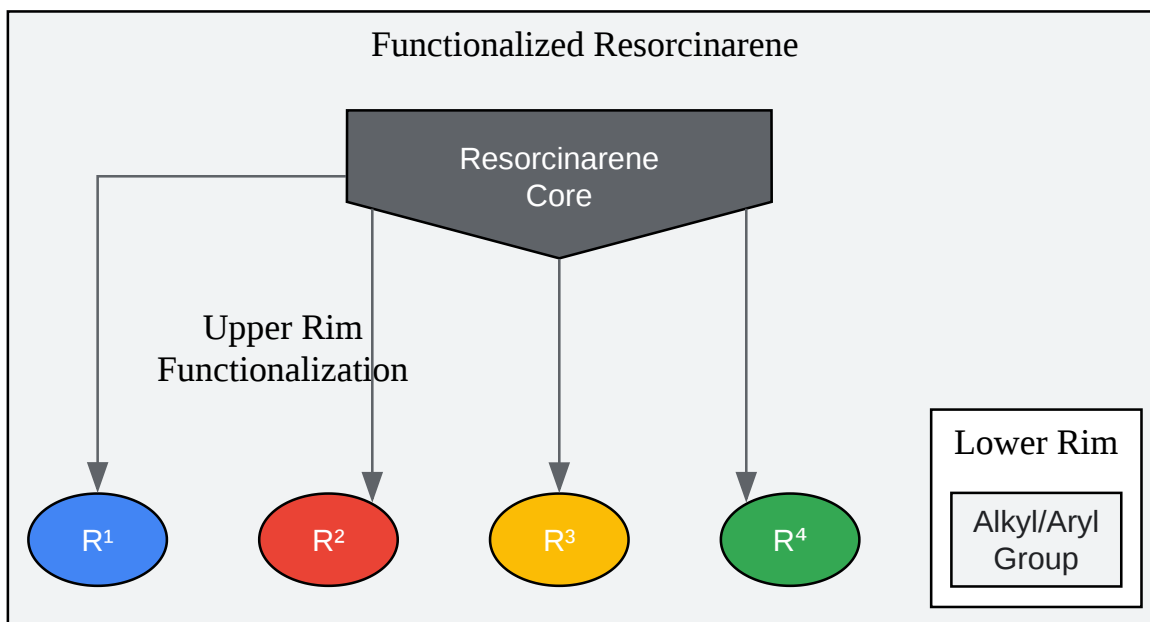 Functionalized Resorcinarene
Resorcinarene
Core
Upper Rim
Functionalization
Lower Rim
Alkyl/Aryl
Group
R¹
R²
R³
R⁴